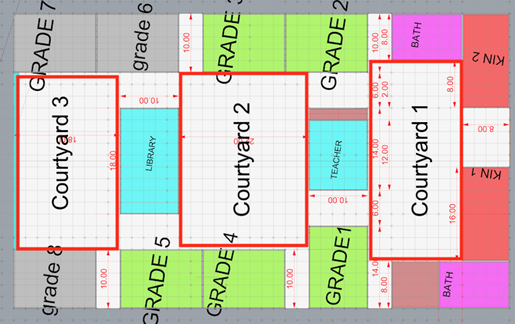 GRADE 7
grade 6
10.00
GRADE 3
GRADE 2
10.00
8.00
BATH
KIN 2
Courtyard 3
18.00
10.00
LIBRARY
Courtyard 2
6.00
2.00
14.00
12.00
TEACHER
10.00
6.00
Courtyard 1
8.00
8.00
KIN 1
16.00
grade 8
10.00
GRADE 5
GRADE 4
10.00
GRADE1
14.00
8.00
BATH